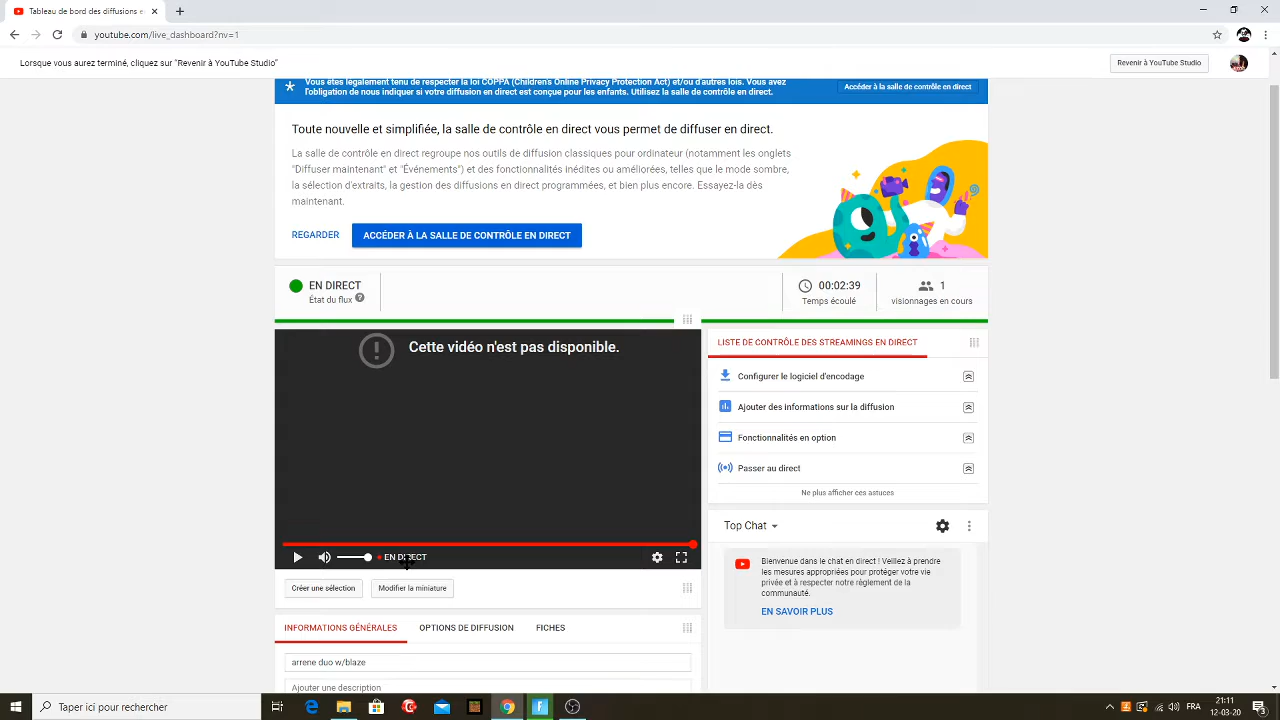 Tableau de bord des diffusions e
youtube.com/live_dashboard?nv=1
Lorsque vous aurez terminé, cliquez sur "Revenir à YouTube Studio"
Revenir à YouTube Studio
Vous êtes légalement tenu de respecter la loi COPPA (Children's Online Privacy Protection Act) et/ou d'autres lois. Vous avez
l'obligation de nous indiquer si votre diffusion en direct est conçue pour les enfants. Utilisez la salle de contrôle en direct.
Accéder à la salle de contrôle en direct
Toute nouvelle et simplifiée, la salle de contrôle en direct vous permet de diffuser en direct.
La salle de contrôle en direct regroupe nos outils de diffusion classiques pour ordinateur (notamment les onglets
"Diffuser maintenant" et "Événements") et des fonctionnalités inédites ou améliorées, telles que le mode sombre,
la sélection d'extraits, la gestion des diffusions en direct programmées, et bien plus encore. Essayez-la dès
maintenant.
REGARDER
ACCÉDER À LA SALLE DE CONTRÔLE EN DIRECT
EN DIRECT
État du flux
00:02:39
Temps écoulé
1
visionnages en cours
Cette vidéo n'est pas disponible.
EN DIRECT
Créer une sélection
Modifier la miniature
INFORMATIONS GÉNÉRALES
OPTIONS DE DIFFUSION
FICHES
arrene duo w/blaze
Ajouter une description
LISTE DE CONTRÔLE DES STREAMINGS EN DIRECT
Configurer le logiciel d'encodage
Ajouter des informations sur la diffusion
Fonctionnalités en option
Passer au direct
Ne plus afficher ces astuces
Top Chat
Bienvenue dans le chat en direct ! Veillez à prendre
les mesures appropriées pour protéger votre vie
privée et à respecter notre règlement de la
communauté.
EN SAVOIR PLUS
Taper ici pour rechercher
FRA
21:11
12-03-20